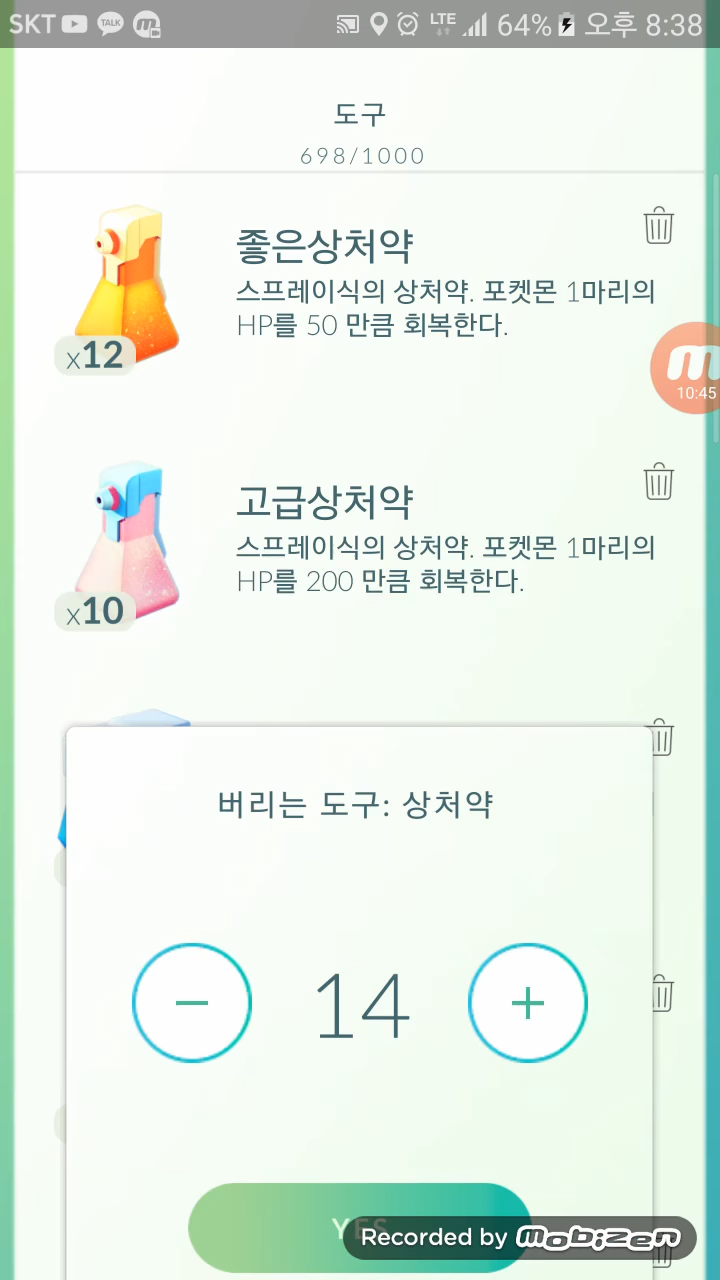 SKT TALK LTE 64% 오후 8:38
도구
698/1000
좋은상처약
스프레이식의 상처약. 포켓몬 1마리의
HP를 50 만큼 회복한다.
x12
10:45
고급상처약
스프레이식의 상처약. 포켓몬 1마리의
HP를 200 만큼 회복한다.
x10
버리는 도구: 상처약
− 14 +
YES
Recorded by mobizen